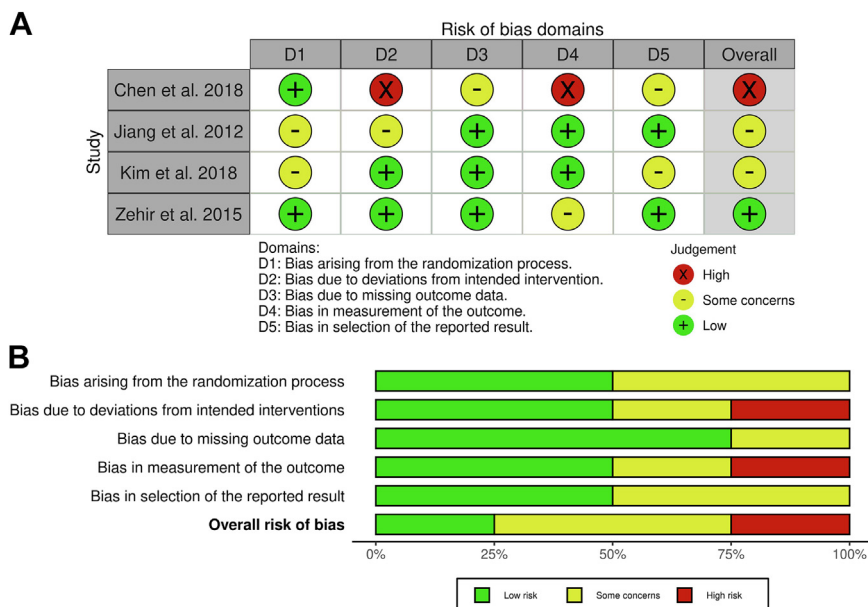 A
Risk of bias domains
D1 D2 D3 D4 D5 Overall
Study
Chen et al. 2018 + X - X - X
Jiang et al. 2012 - - + + + -
Kim et al. 2018 - + + + - -
Zehir et al. 2015 + + + - + +
Domains:
D1: Bias arising from the randomization process.
D2: Bias due to deviations from intended intervention.
D3: Bias due to missing outcome data.
D4: Bias in measurement of the outcome.
D5: Bias in selection of the reported result.
Judgement
X High
- Some concerns
+ Low
B
Bias arising from the randomization process
Bias due to deviations from intended interventions
Bias due to missing outcome data
Bias in measurement of the outcome
Bias in selection of the reported result
Overall risk of bias
0% 25% 50% 75% 100%
Low risk Some concerns High risk